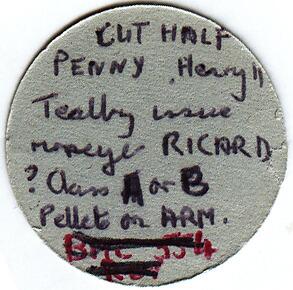 CUT HALF
PENNY Henry II
Tealby issue
moneyer RICARD
? Class A or B
Pellet on ARM.